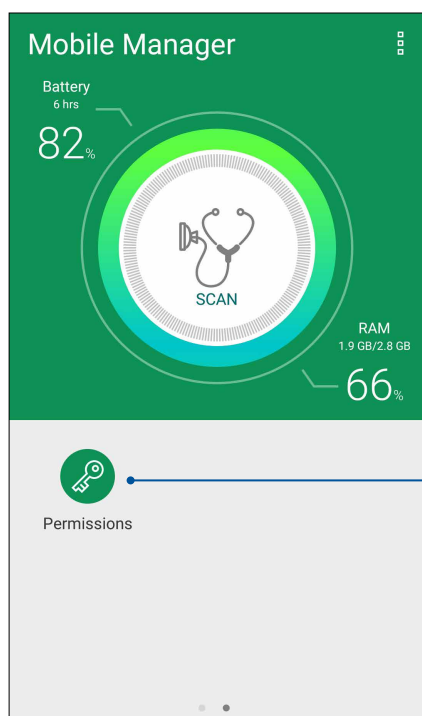 Mobile Manager
Battery
6 hrs
82%
SCAN
RAM
1.9 GB/2.8 GB
66%
Permissions